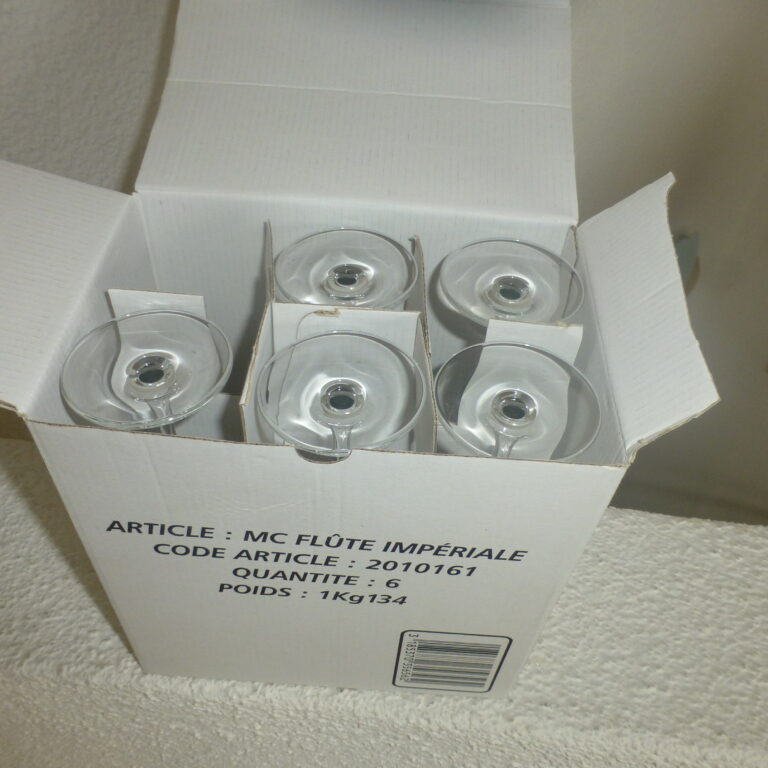 ARTICLE : MC FLÛTE IMPÉRIALE
CODE ARTICLE : 2010161
QUANTITE : 6
POIDS : 1Kg134